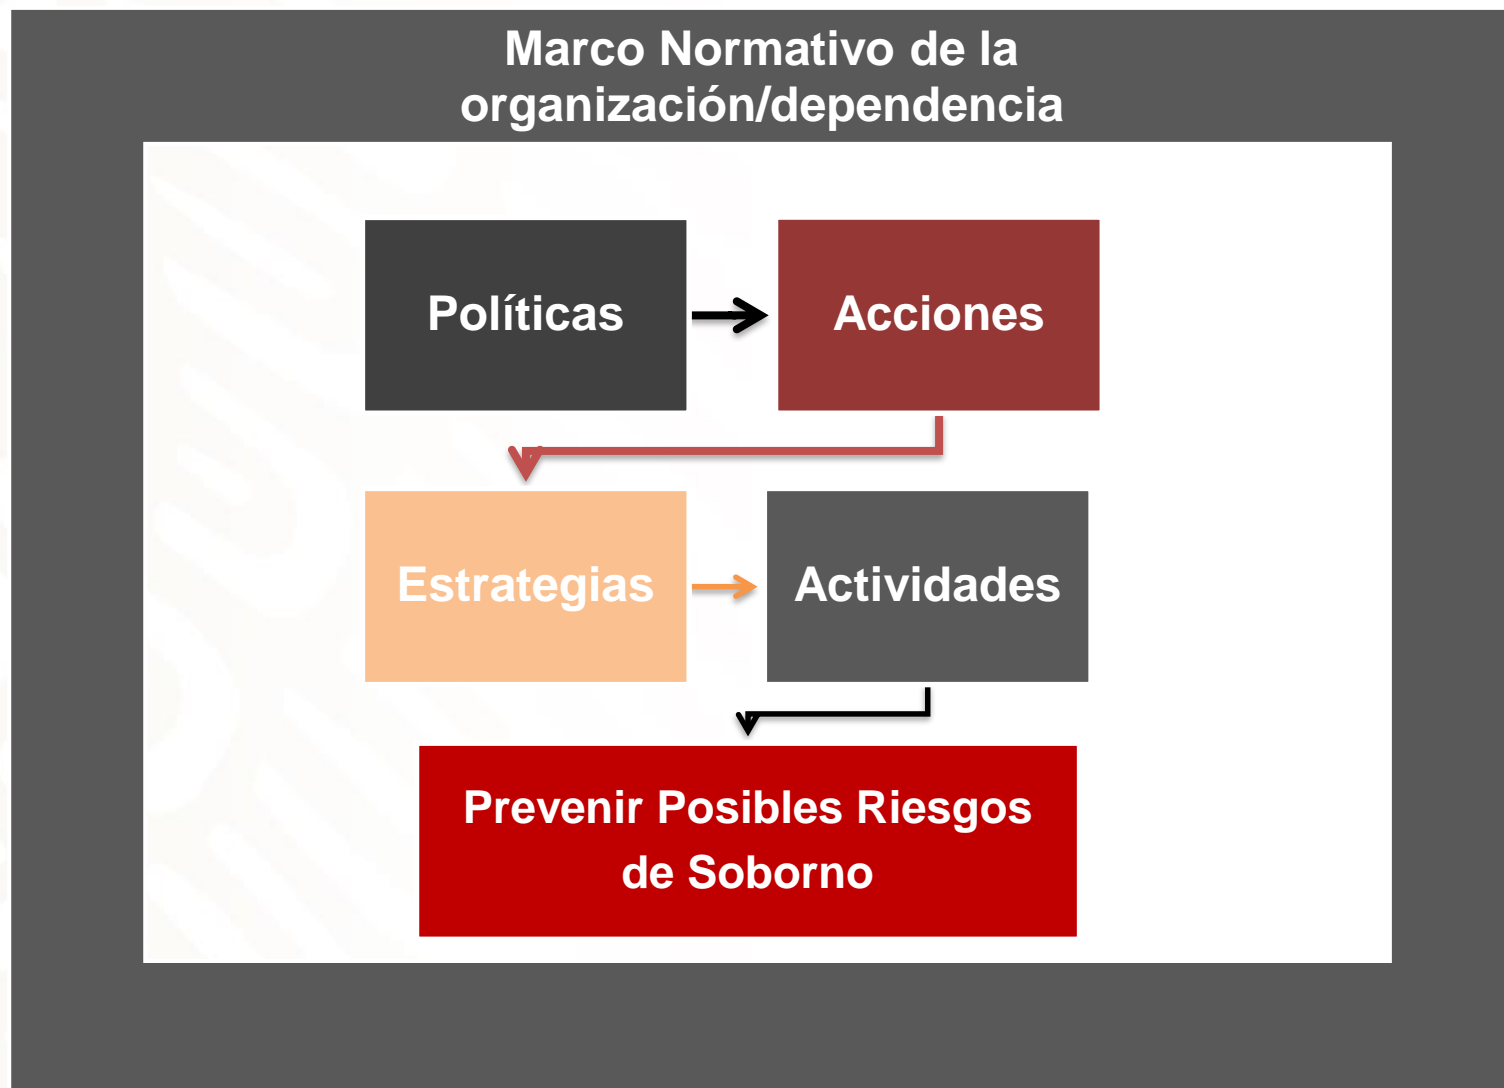 Marco Normativo de la
organización/dependencia
Políticas
Acciones
Estrategias
Actividades
Prevenir Posibles Riesgos
de Soborno